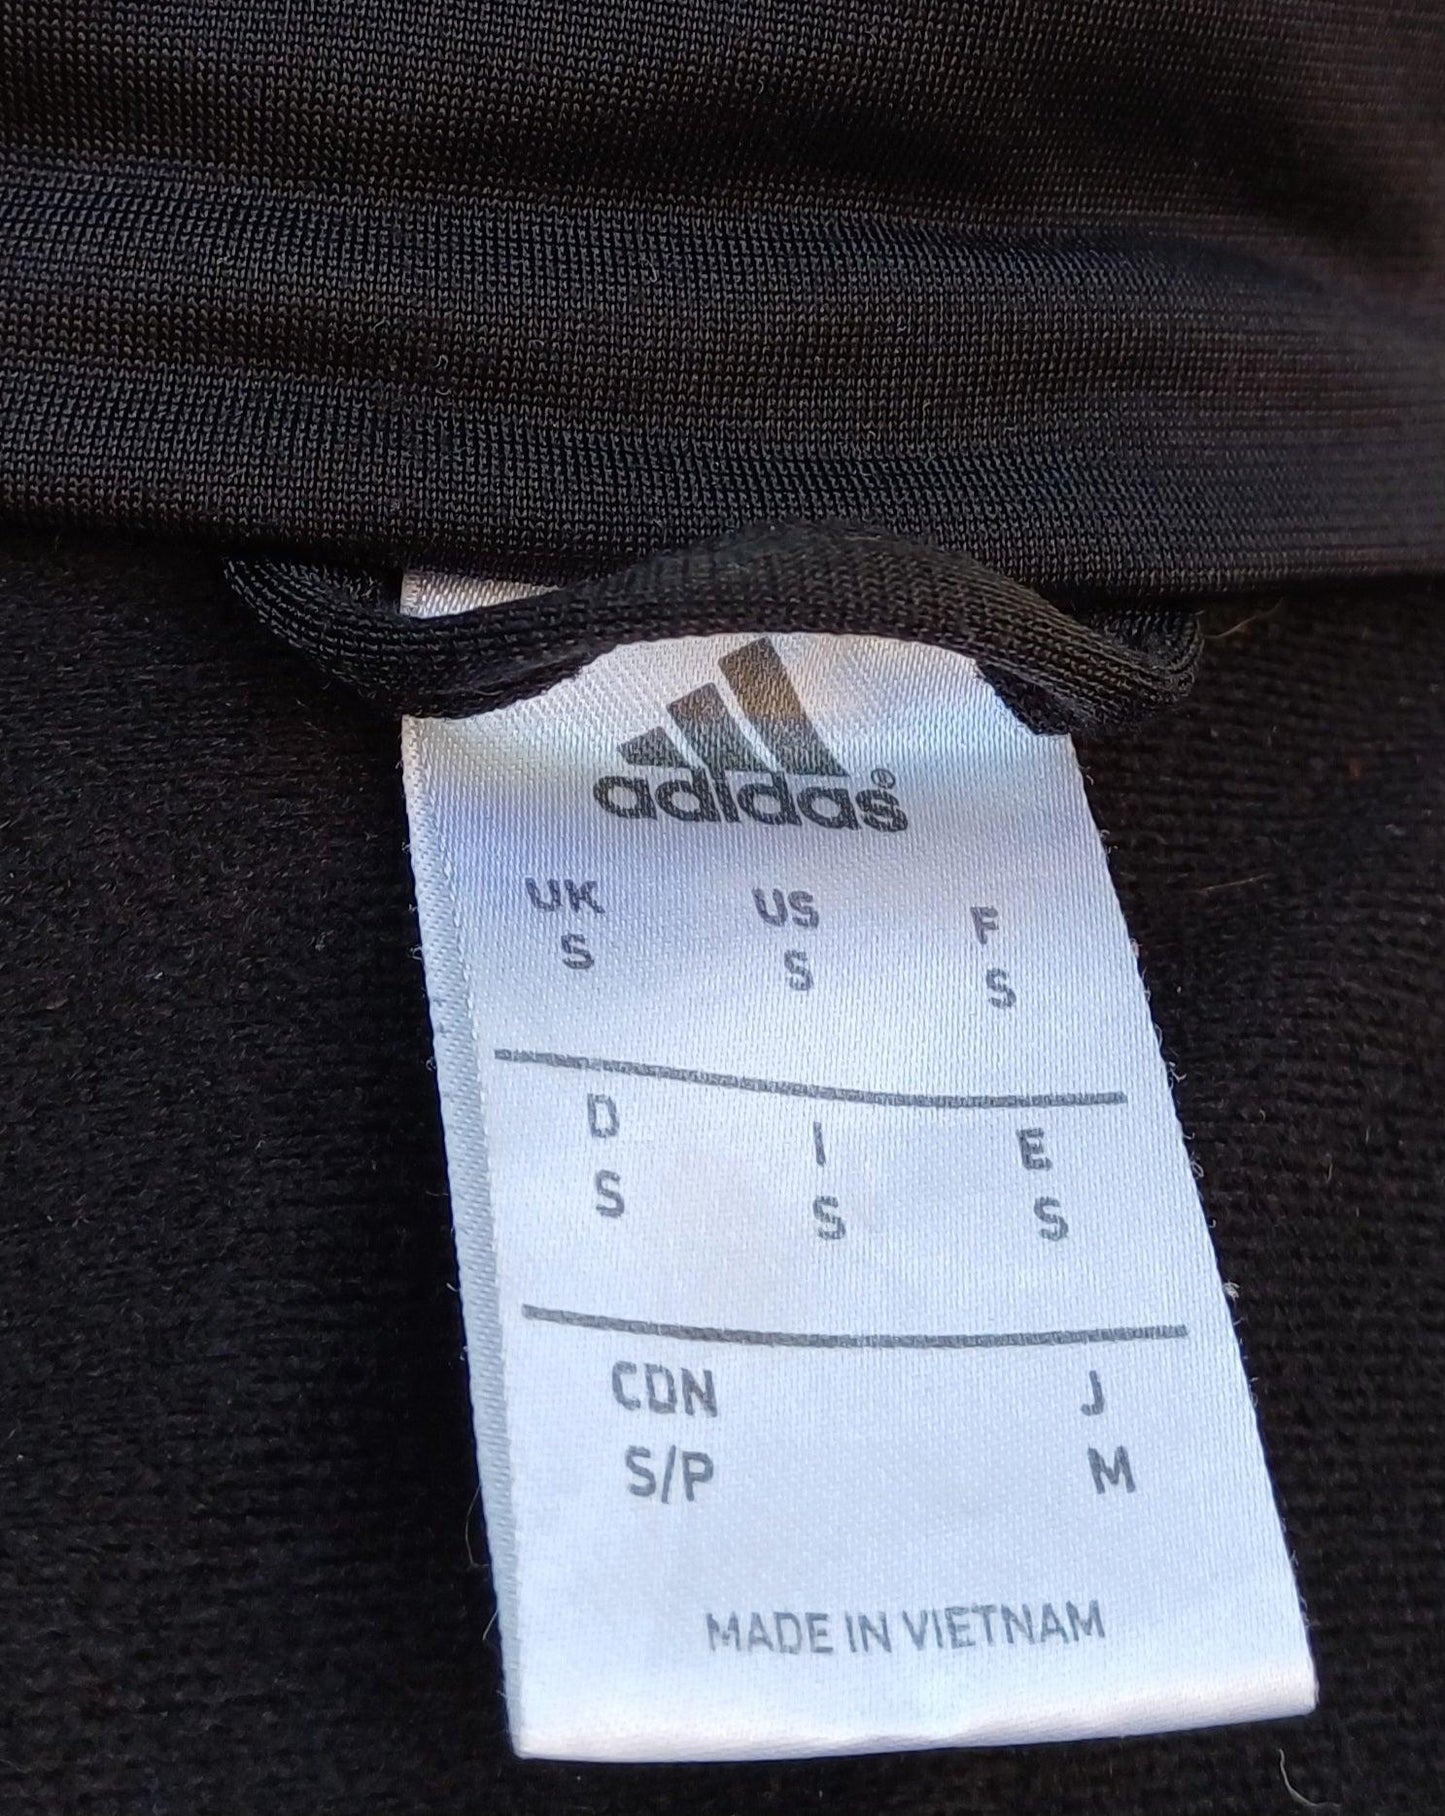 adidas®
UK US F
S S S
D I E
S S S
CDN J
S/P M
MADE IN VIETNAM